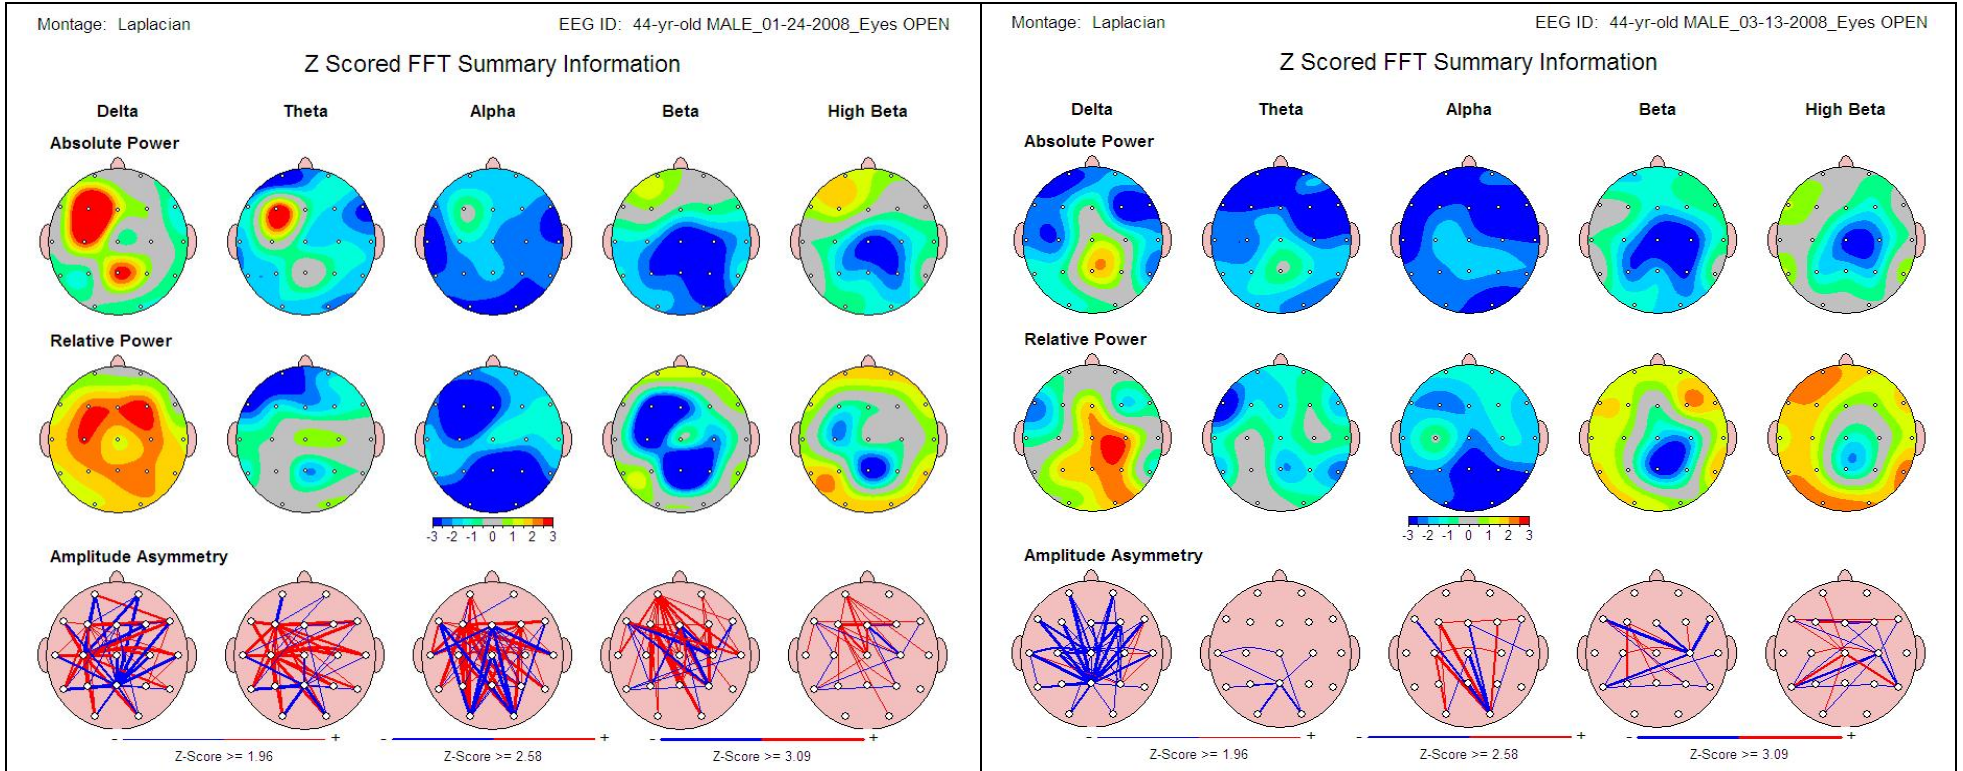 Montage: Laplacian EEG ID: 44-yr-old MALE_01-24-2008_Eyes OPEN
Z Scored FFT Summary Information
Delta Theta Alpha Beta High Beta
Absolute Power
Relative Power
-3 -2 -1 0 1 2 3
Amplitude Asymmetry
- + - + - +
Z-Score >= 1.96 Z-Score >= 2.58 Z-Score >= 3.09
Montage: Laplacian EEG ID: 44-yr-old MALE_03-13-2008_Eyes OPEN
Z Scored FFT Summary Information
Delta Theta Alpha Beta High Beta
Absolute Power
Relative Power
-3 -2 -1 0 1 2 3
Amplitude Asymmetry
- + - + - +
Z-Score >= 1.96 Z-Score >= 2.58 Z-Score >= 3.09